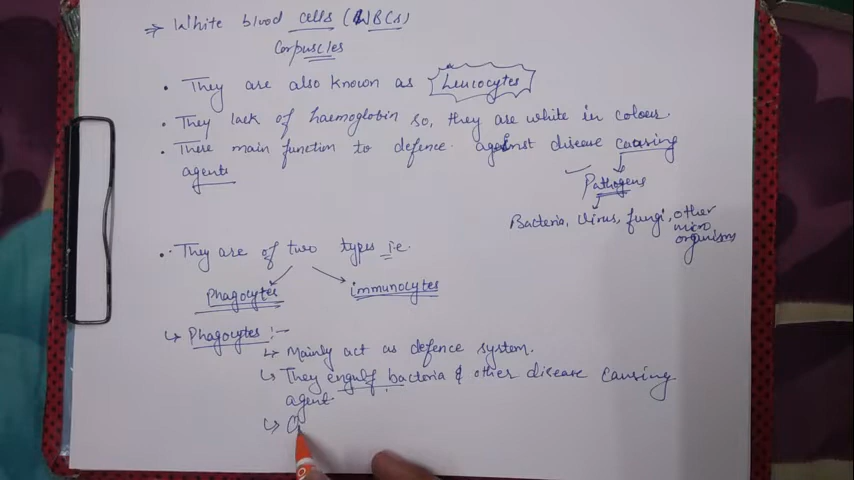 ⇒ White blood cells (WBCs)
Corpuscles
• They are also known as Leucocytes
• They lack of haemoglobin so, they are white in colour.
• There main function to defence against disease causing
agents
Pathogens
Bacteria, Virus, fungi, other
micro
organisms
• They are of two types i.e.
Phagocytes immunocytes
↳ Phagocytes :-
↳ Mainly act as defence system.
↳ They engulf bacteria & other disease causing
agent.
↳